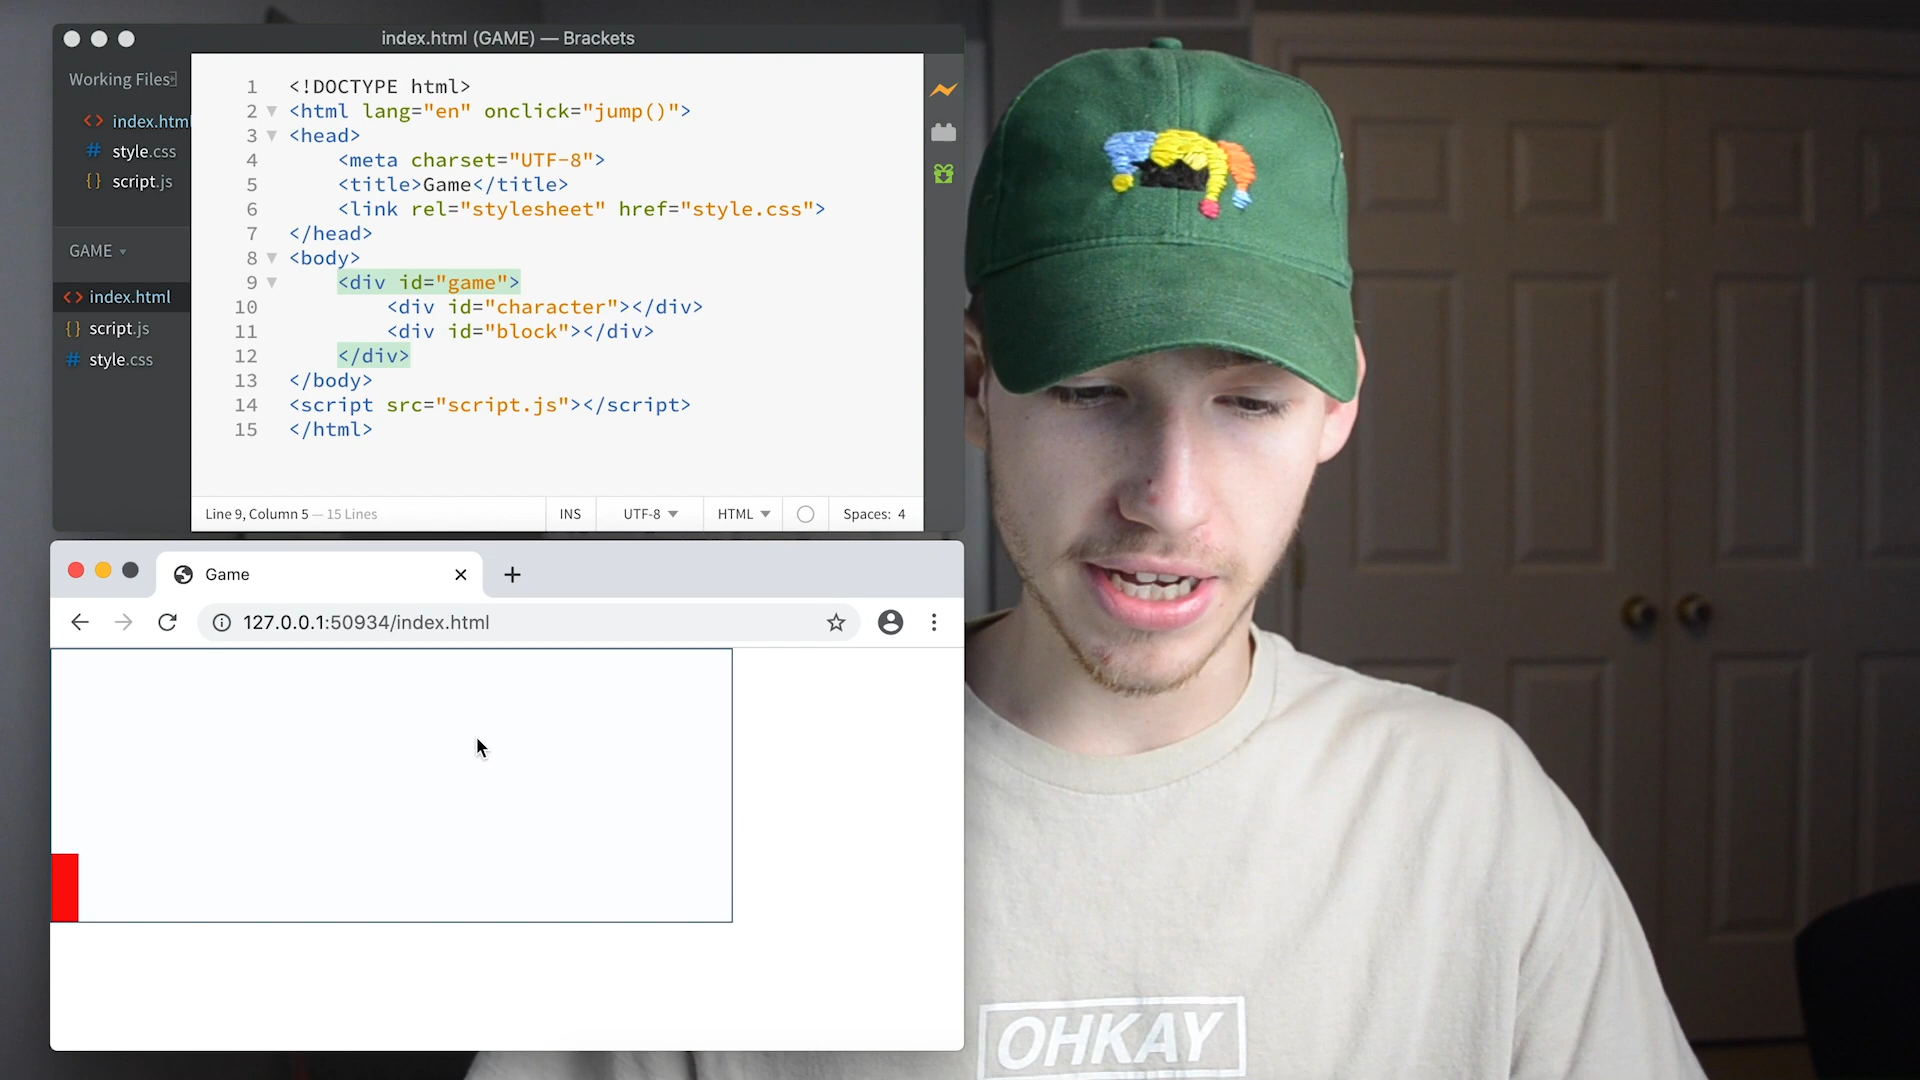 index.html (GAME) — Brackets
Working Files
index.html
style.css
script.js
GAME
index.html
script.js
style.css
1 <!DOCTYPE html>
2 <html lang="en" onclick="jump()">
3 <head>
4 <meta charset="UTF-8">
5 <title>Game</title>
6 <link rel="stylesheet" href="style.css">
7 </head>
8 <body>
9 <div id="game">
10 <div id="character"></div>
11 <div id="block"></div>
12 </div>
13 </body>
14 <script src="script.js"></script>
15 </html>
Line 9, Column 5 — 15 Lines INS UTF-8 HTML Spaces: 4
Game
127.0.0.1:50934/index.html
OHKAY